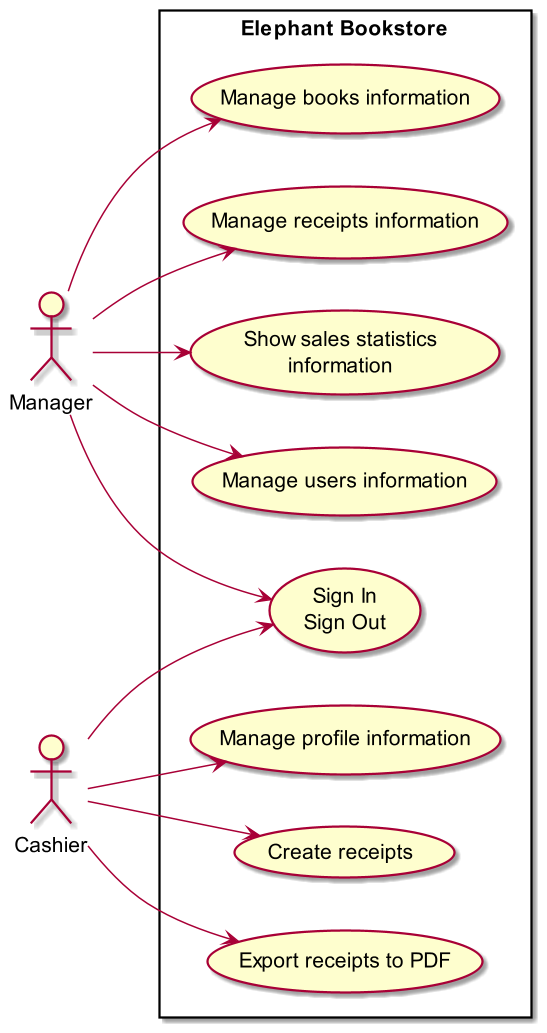 Elephant Bookstore
Manage books information
Manage receipts information
Show sales statistics
information
Manager
Manage users information
Sign In
Sign Out
Manage profile information
Cashier
Create receipts
Export receipts to PDF